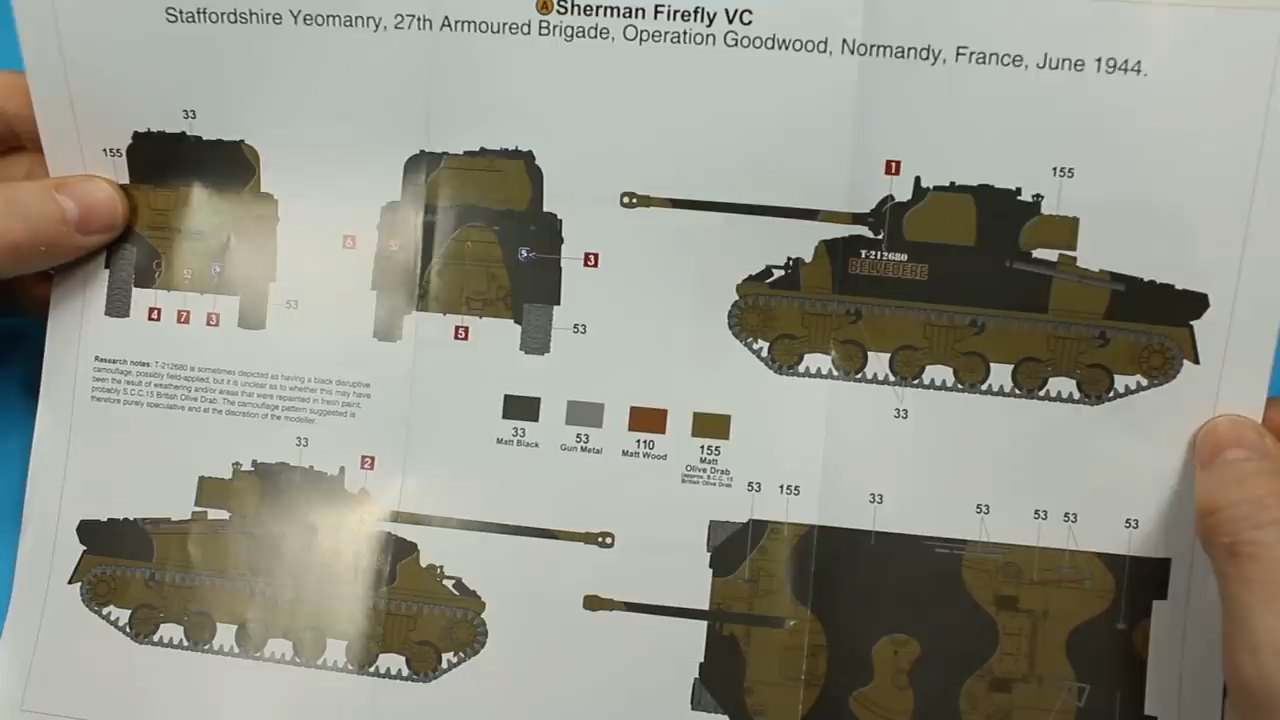 A Sherman Firefly VC
Staffordshire Yeomanry, 27th Armoured Brigade, Operation Goodwood, Normandy, France, June 1944.
33
155
4
7
3
53
6
3
5
53
1
155
T-212680
BELVEDERE
33
Research notes: T-212680 is sometimes depicted as having a black disruptive
camouflage, possibly field-applied, but it is unclear as to whether this may have
been the result of weathering and/or areas that were repainted in fresh paint,
probably S.C.C.15 British Olive Drab. The camouflage pattern suggested is
therefore purely speculative and at the discretion of the modeller.
33
Matt Black
53
Gun Metal
110
Matt Wood
155
Matt
Olive Drab
(approx. S.C.C. 15
British Olive Drab
33
2
53
155
33
53
53
53
53